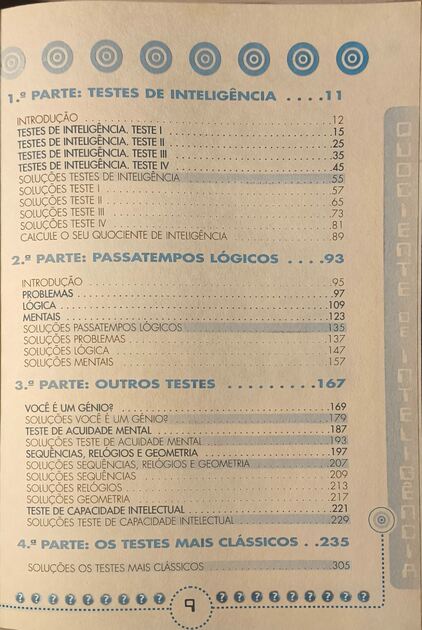 1.ª PARTE: TESTES DE INTELIGÊNCIA ....11
INTRODUÇÃO 12
TESTES DE INTELIGÊNCIA. TESTE I 15
TESTES DE INTELIGÊNCIA. TESTE II 25
TESTES DE INTELIGÊNCIA. TESTE III 35
TESTES DE INTELIGÊNCIA. TESTE IV 45
SOLUÇÕES TESTES DE INTELIGÊNCIA 55
SOLUÇÕES TESTE I 57
SOLUÇÕES TESTE II 65
SOLUÇÕES TESTE III 73
SOLUÇÕES TESTE IV 81
CALCULE O SEU QUOCIENTE DE INTELIGÊNCIA 89
2.ª PARTE: PASSATEMPOS LÓGICOS ....93
INTRODUÇÃO 95
PROBLEMAS 97
LÓGICA 109
MENTAIS 123
SOLUÇÕES PASSATEMPOS LÓGICOS 135
SOLUÇÕES PROBLEMAS 137
SOLUÇÕES LÓGICA 147
SOLUÇÕES MENTAIS 157
3.ª PARTE: OUTROS TESTES .........167
VOCÊ É UM GÉNIO? 169
SOLUÇÕES VOCÊ É UM GÉNIO? 179
TESTE DE ACUIDADE MENTAL 187
SOLUÇÕES TESTE DE ACUIDADE MENTAL 193
SEQUÊNCIAS, RELÓGIOS E GEOMETRIA 197
SOLUÇÕES SEQUÊNCIAS, RELÓGIOS E GEOMETRIA 207
SOLUÇÕES SEQUÊNCIAS 209
SOLUÇÕES RELÓGIOS 213
SOLUÇÕES GEOMETRIA 217
TESTE DE CAPACIDADE INTELECTUAL 221
SOLUÇÕES TESTE DE CAPACIDADE INTELECTUAL 229
4.ª PARTE: OS TESTES MAIS CLÁSSICOS ..235
SOLUÇÕES OS TESTES MAIS CLÁSSICOS 305
? ? ? ? ? ? ? ? ? ? 9 ? ? ? ? ? ? ? ? ? ? ?
QUOCIENTE DE INTELIGÊNCIA